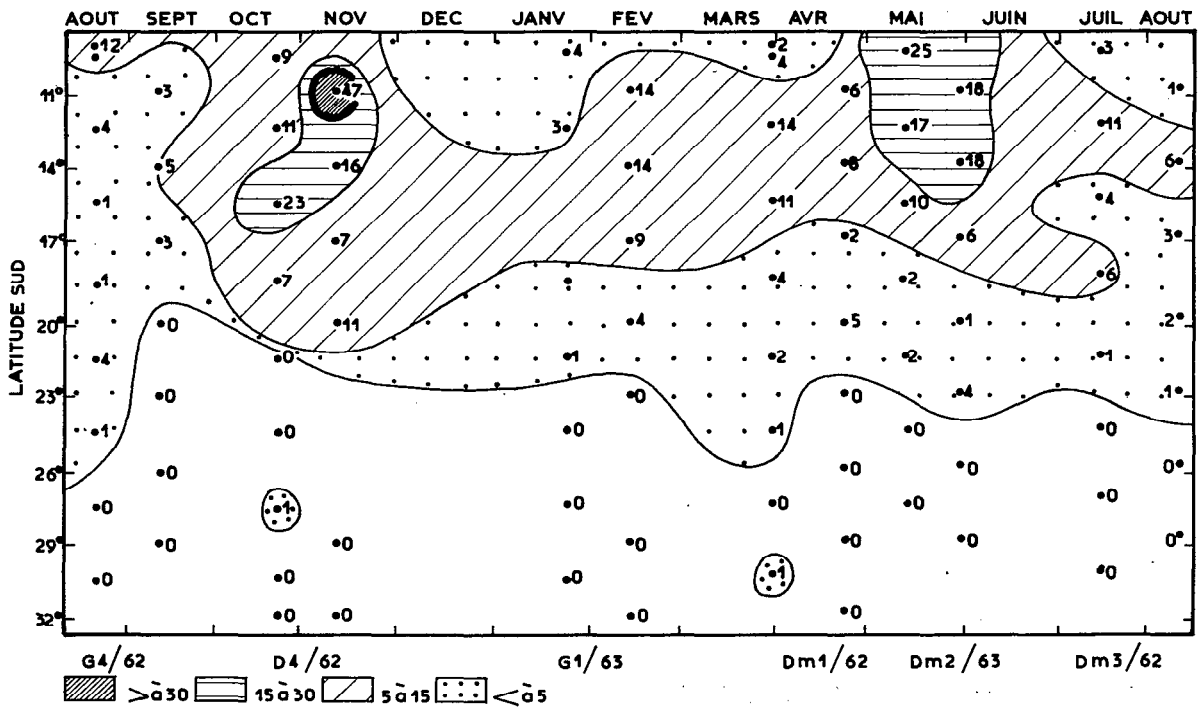 AOUT SEPT OCT NOV DEC JANV FEV MARS AVR MAI JUIN JUIL AOUT
12 9 4 2 25 3
4
11° 3 47 14 6 18 1
4 11 3 14 17 11
14° 5 16 14 8 18 6
1 23 11 10 4
17° 3 7 9 2 6 3
1 7 4 2 6
LATITUDE SUD
20° 0 11 4 5 1 2
4 0 1 2 2 1
23° 0 0 0 4 1
1 0 0 1 0 0
26° 0 0 0 0
0 1 0 0 0
29° 0 0 0 0 0 0
0 0 0 1 0
32° 0 0 0 0
G4/62 D4/62 G1/63 Dm1/62 Dm2/63 Dm3/62
>à30 15à30 5à15 <à5